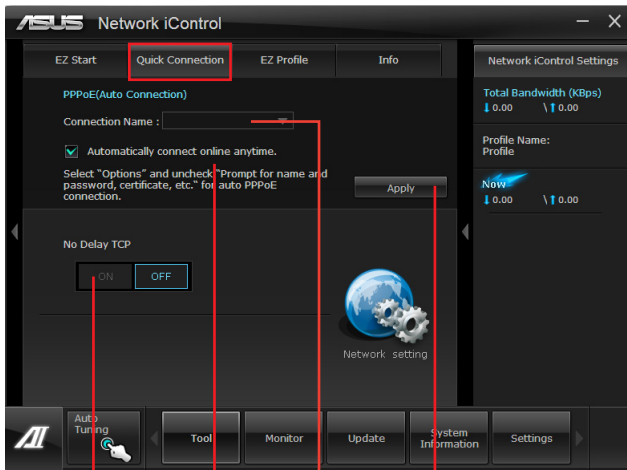 ASUS Network iControl
EZ Start
Quick Connection
EZ Profile
Info
PPPoE(Auto Connection)
Connection Name :
Automatically connect online anytime.
Select "Options" and uncheck "Prompt for name and
password, certificate, etc." for auto PPPoE
connection.
Apply
No Delay TCP
ON
OFF
Network setting
Network iControl Settings
Total Bandwidth (KBps)
0.00 \ 0.00
Profile Name:
Profile
Now
0.00 \ 0.00
AI
Auto
Tuning
Tool
Monitor
Update
System
Information
Settings